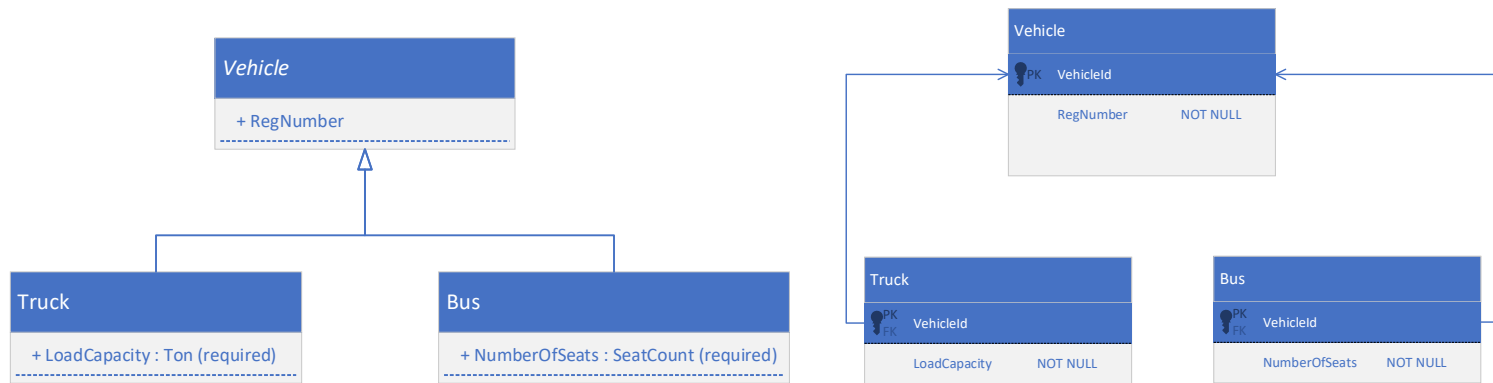 Vehicle
+ RegNumber
Truck
+ LoadCapacity : Ton (required)
Bus
+ NumberOfSeats : SeatCount (required)
Vehicle
PK VehicleId
RegNumber NOT NULL
Truck
PK
FK VehicleId
LoadCapacity NOT NULL
Bus
PK
FK VehicleId
NumberOfSeats NOT NULL